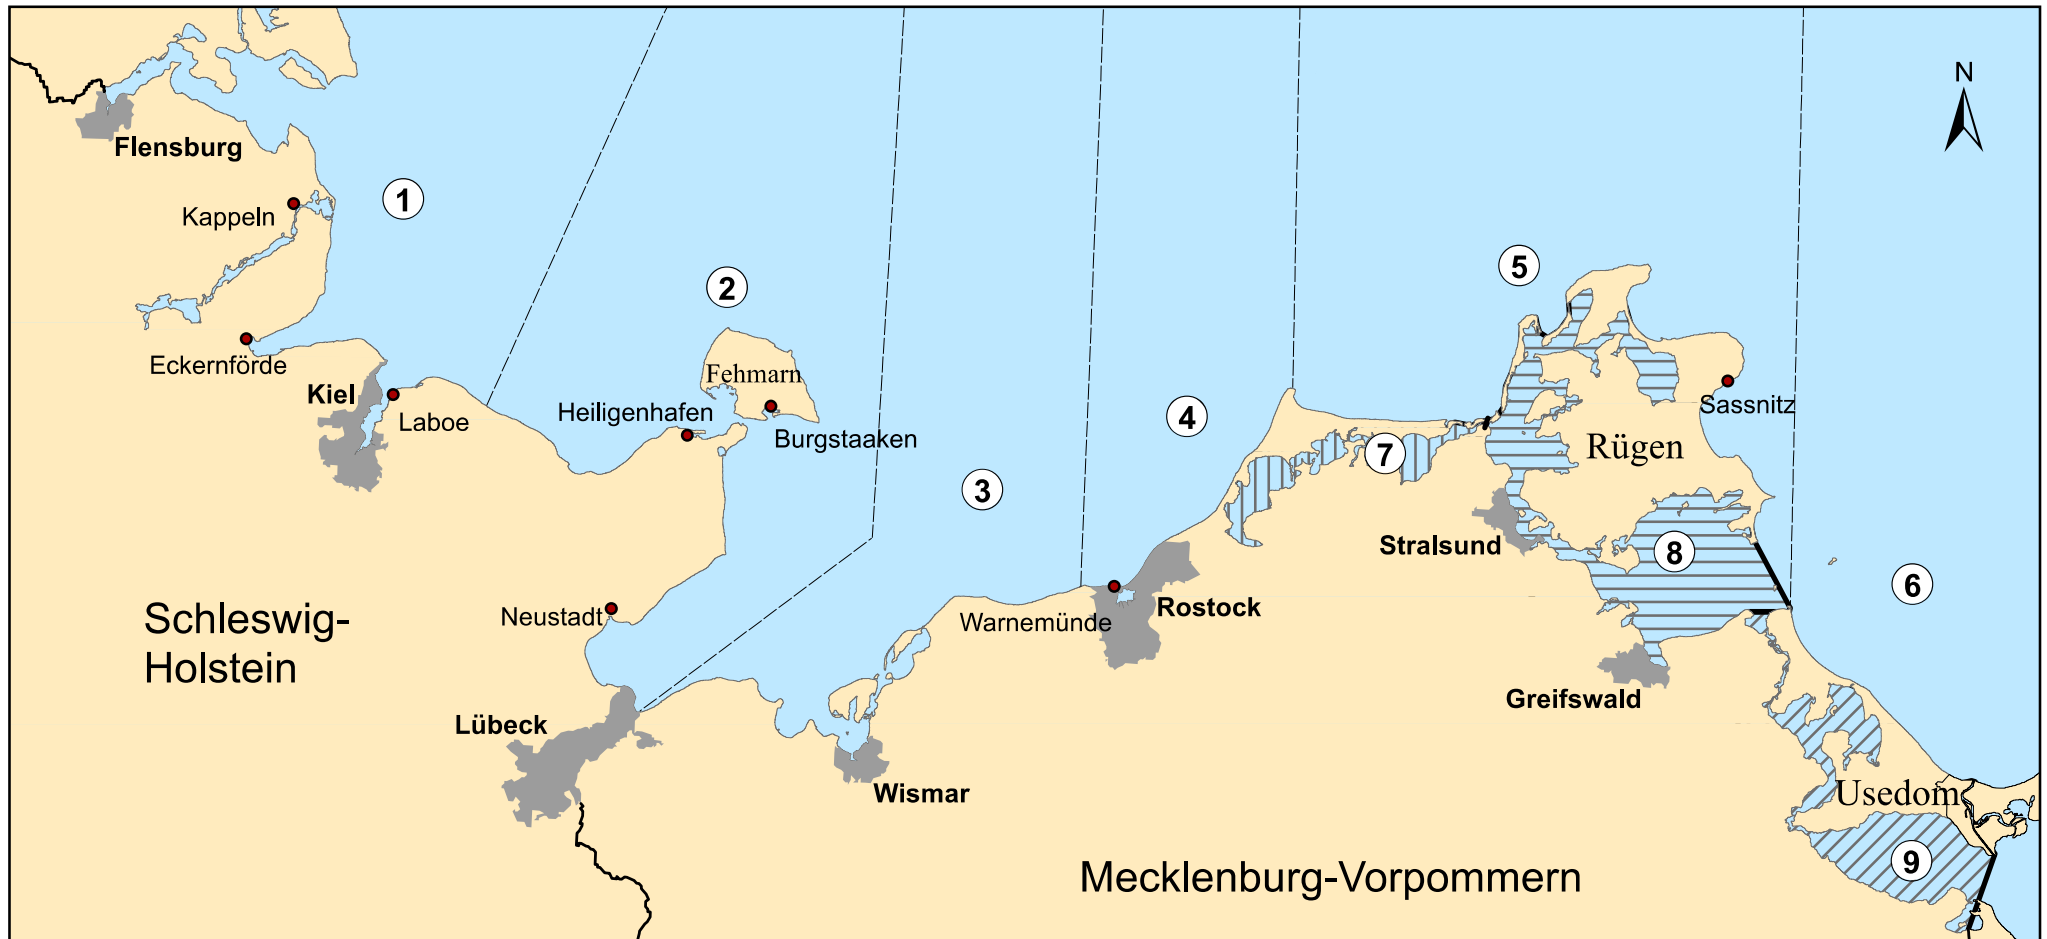 N
Flensburg
1
Kappeln
5
2
Eckernförde
Fehmarn
Kiel
Heiligenhafen
Laboe
Burgstaaken
4
Sassnitz
7
Rügen
3
Stralsund
8
6
Schleswig-
Holstein
Neustadt
Warnemünde
Rostock
Lübeck
Greifswald
Wismar
Usedom
9
Mecklenburg-Vorpommern